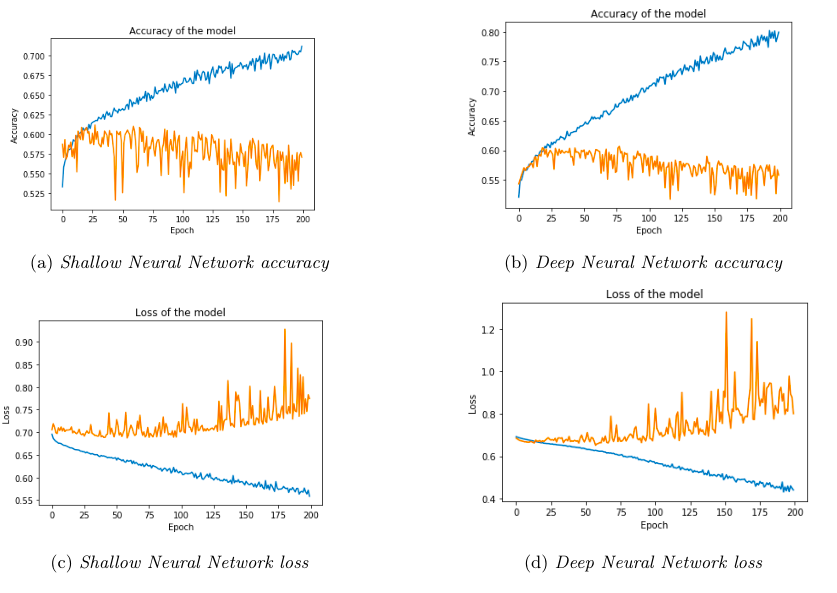 Accuracy of the model
Accuracy
0.700
0.675
0.650
0.625
0.600
0.575
0.550
0.525
0 25 50 75 100 125 150 175 200
Epoch
(a) Shallow Neural Network accuracy
Accuracy of the model
Accuracy
0.80
0.75
0.70
0.65
0.60
0.55
0 25 50 75 100 125 150 175 200
Epoch
(b) Deep Neural Network accuracy
Loss of the model
Loss
0.90
0.85
0.80
0.75
0.70
0.65
0.60
0.55
0 25 50 75 100 125 150 175 200
Epoch
(c) Shallow Neural Network loss
Loss of the model
Loss
1.2
1.0
0.8
0.6
0.4
0 25 50 75 100 125 150 175 200
Epoch
(d) Deep Neural Network loss